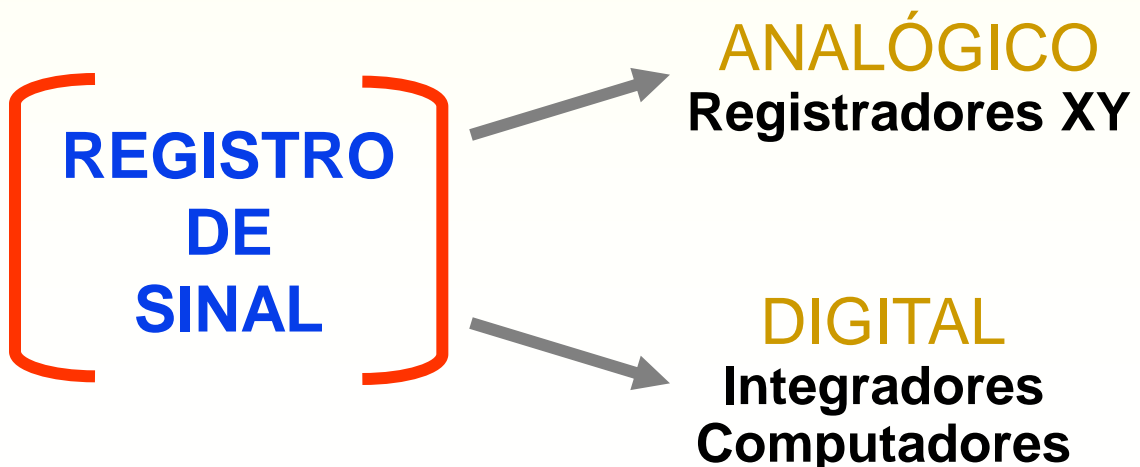 REGISTRO
DE
SINAL
ANALÓGICO
Registradores XY
DIGITAL
Integradores
Computadores